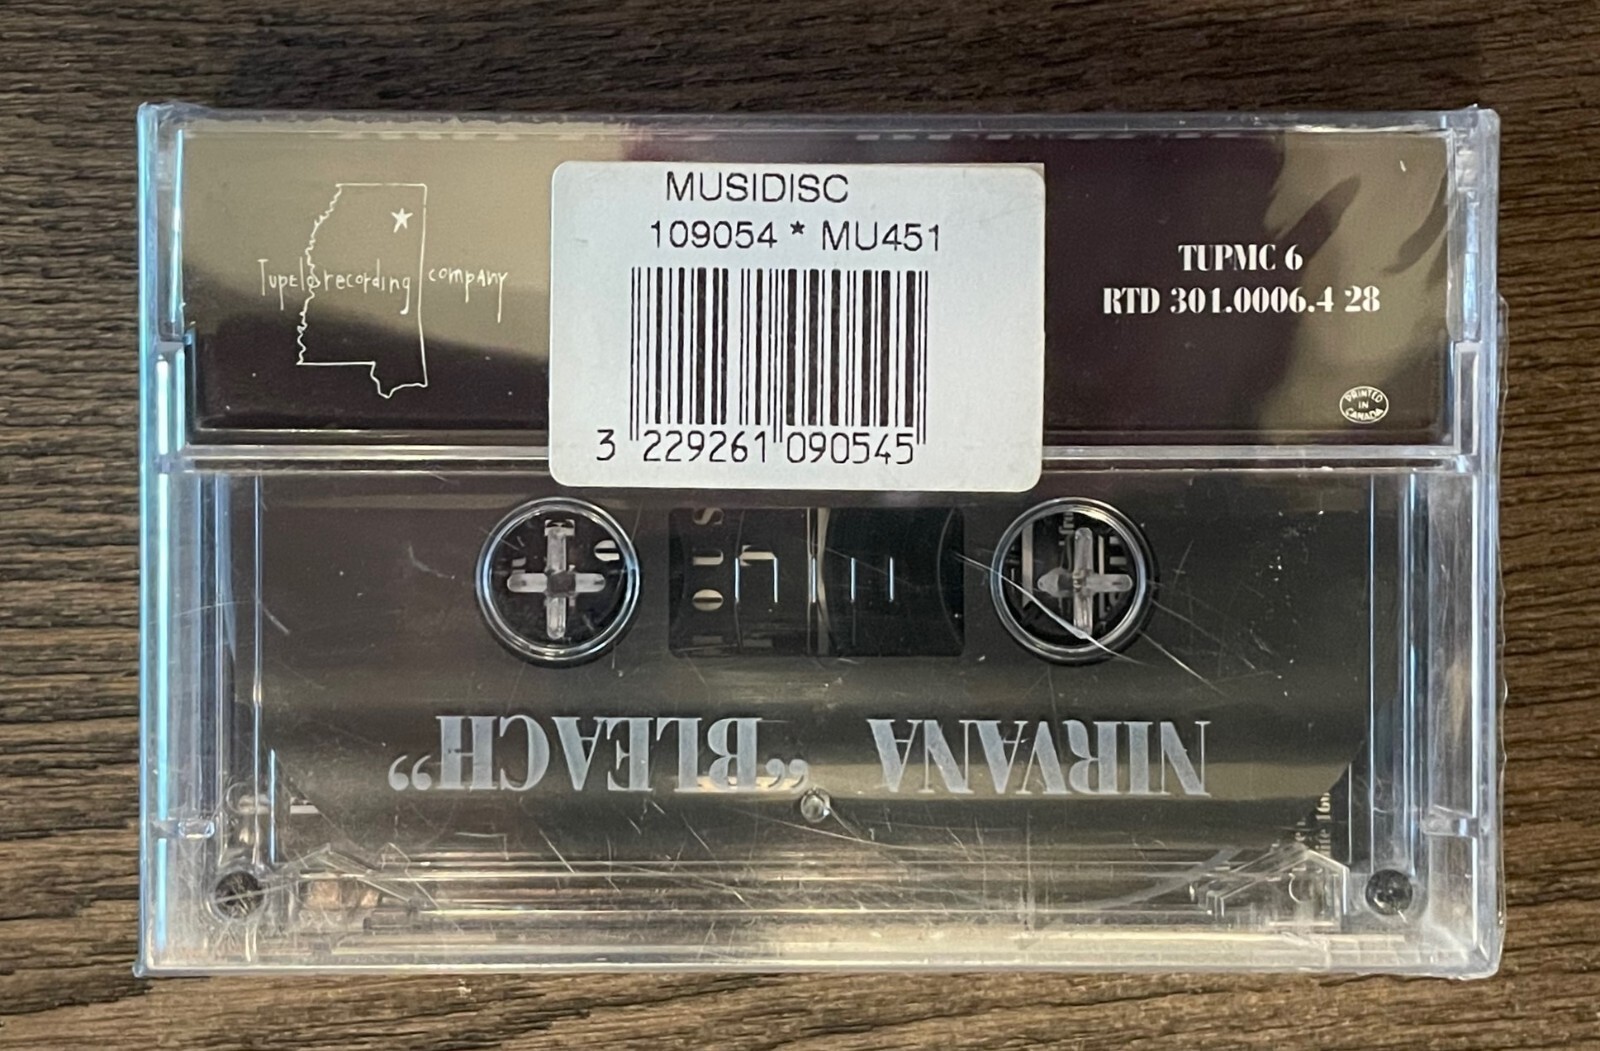 MUSIDISC
109054 * MU451
3 229261 090545
Tupelo recording company
TUPMC 6
RTD 301.0006.4 28
PRINTED
IN
CANADA
NIRVANA "BLEACH"